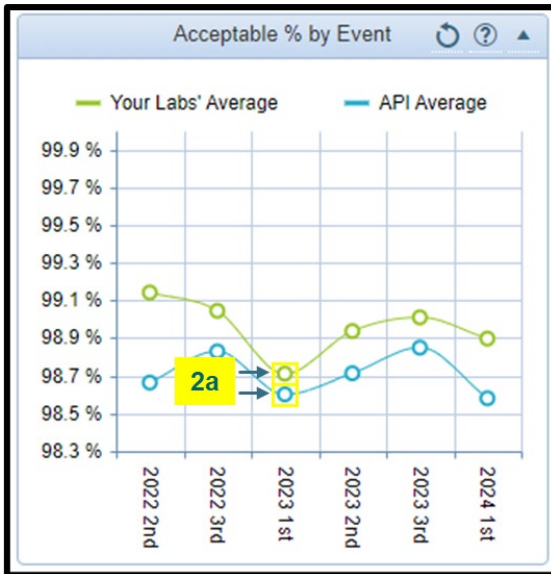 Acceptable % by Event
Your Labs' Average
API Average
99.9 %
99.7 %
99.5 %
99.3 %
99.1 %
98.9 %
98.7 %
98.5 %
98.3 %
2a
2022 2nd
2022 3rd
2023 1st
2023 2nd
2023 3rd
2024 1st